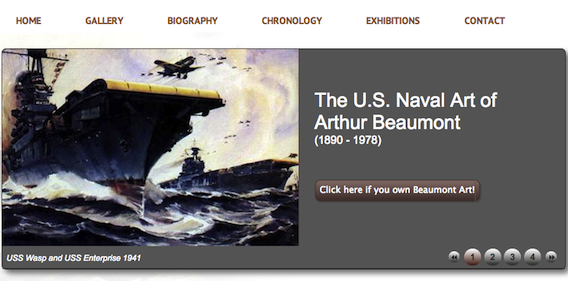 HOME GALLERY BIOGRAPHY CHRONOLOGY EXHIBITIONS CONTACT
The U.S. Naval Art of
Arthur Beaumont
(1890 - 1978)
Click here if you own Beaumont Art!
USS Wasp and USS Enterprise 1941
1 2 3 4